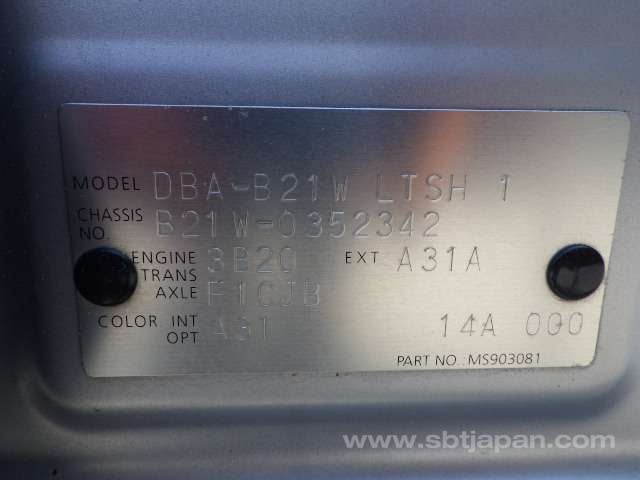 MODEL DBA-B21W LTSH 1
CHASSIS NO. B21W-0352342
ENGINE 3B20 EXT A31A
TRANS AXLE F1CJB
COLOR INT OPT A31 14A 000
PART NO.:MS903081
www.sbtjapan.com